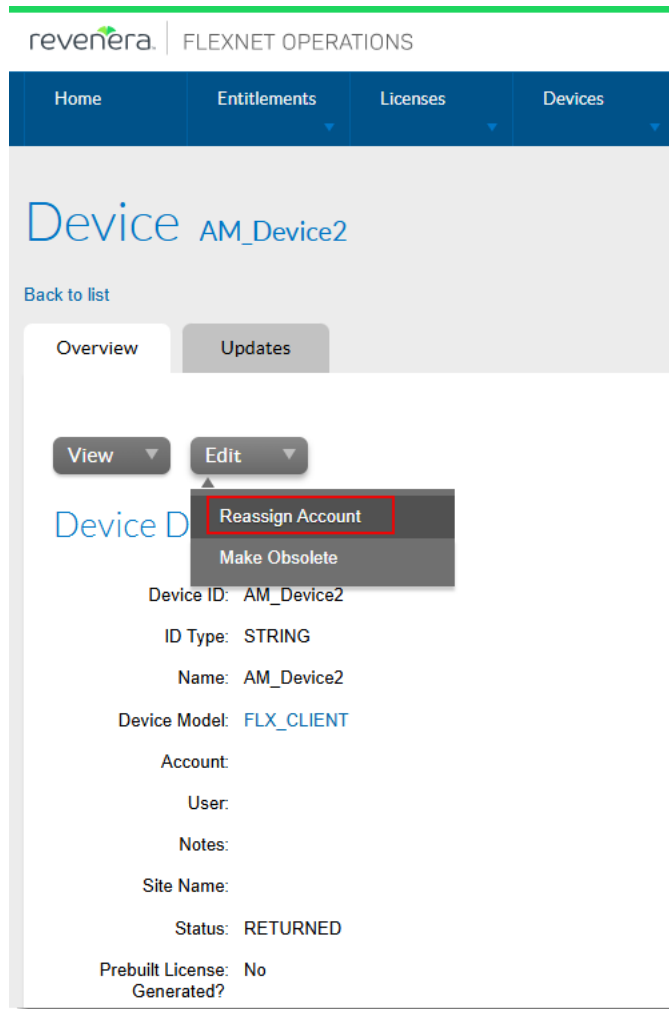 revenera. FLEXNET OPERATIONS
Home Entitlements Licenses Devices
Device AM_Device2
Back to list
Overview Updates
View Edit
Reassign Account
Device D
Make Obsolete
Device ID: AM_Device2
ID Type: STRING
Name: AM_Device2
Device Model: FLX_CLIENT
Account:
User:
Notes:
Site Name:
Status: RETURNED
Prebuilt License: No
Generated?